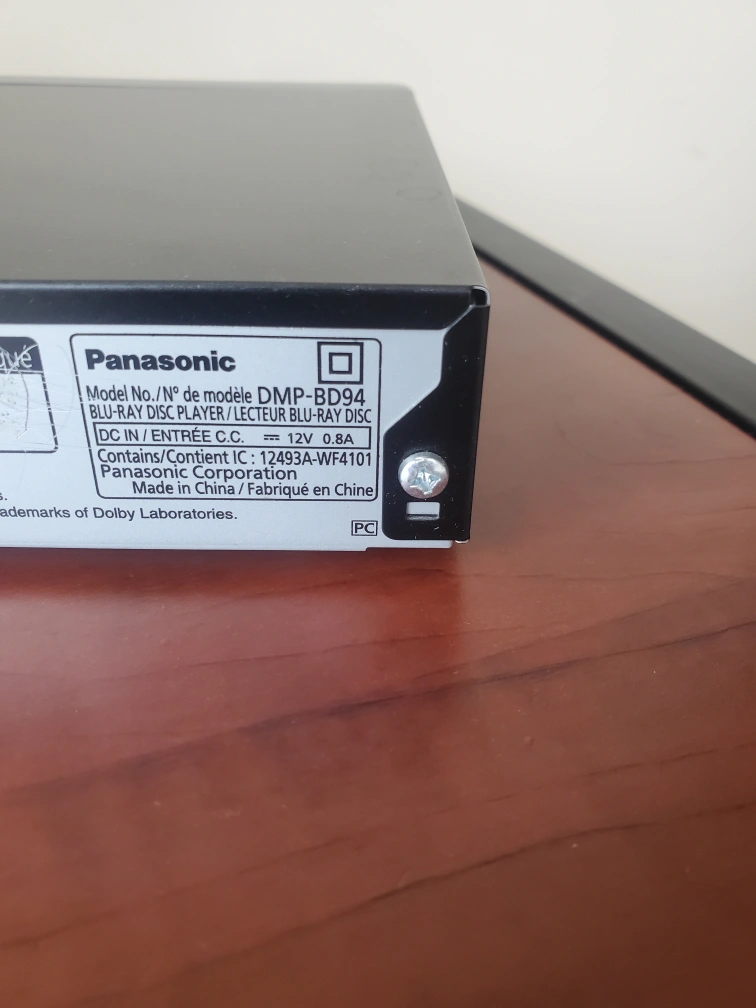 Panasonic
Model No./N° de modèle DMP-BD94
BLU-RAY DISC PLAYER/LECTEUR BLU-RAY DISC
DC IN/ENTRÉE C.C. ⎓ 12V 0.8A
Contains/Contient IC : 12493A-WF4101
Panasonic Corporation
Made in China/Fabriqué en Chine
of Dolby Laboratories.
PC